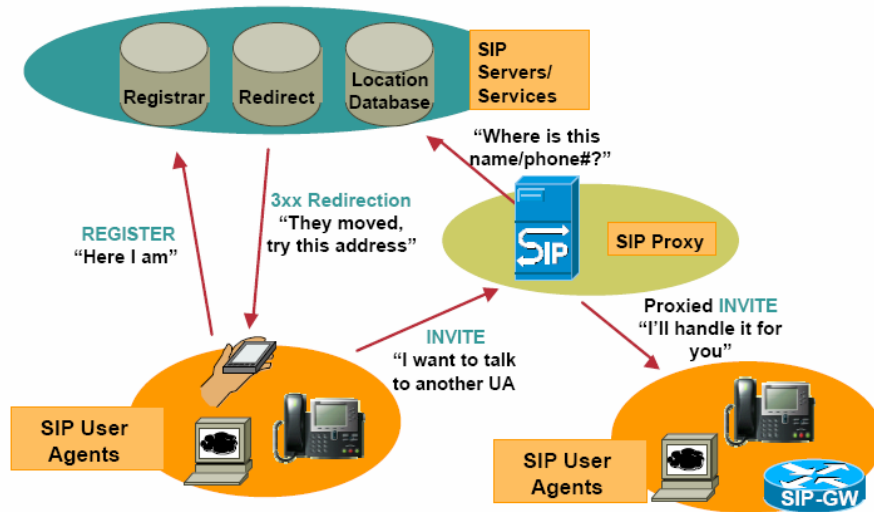 Registrar
Redirect
Location
Database
SIP
Servers/
Services
“Where is this
name/phone#?”
REGISTER
“Here I am”
3xx Redirection
“They moved,
try this address”
SIP
SIP Proxy
INVITE
“I want to talk
to another UA
Proxied INVITE
“I’ll handle it for
you”
SIP User
Agents
SIP User
Agents
SIP-GW